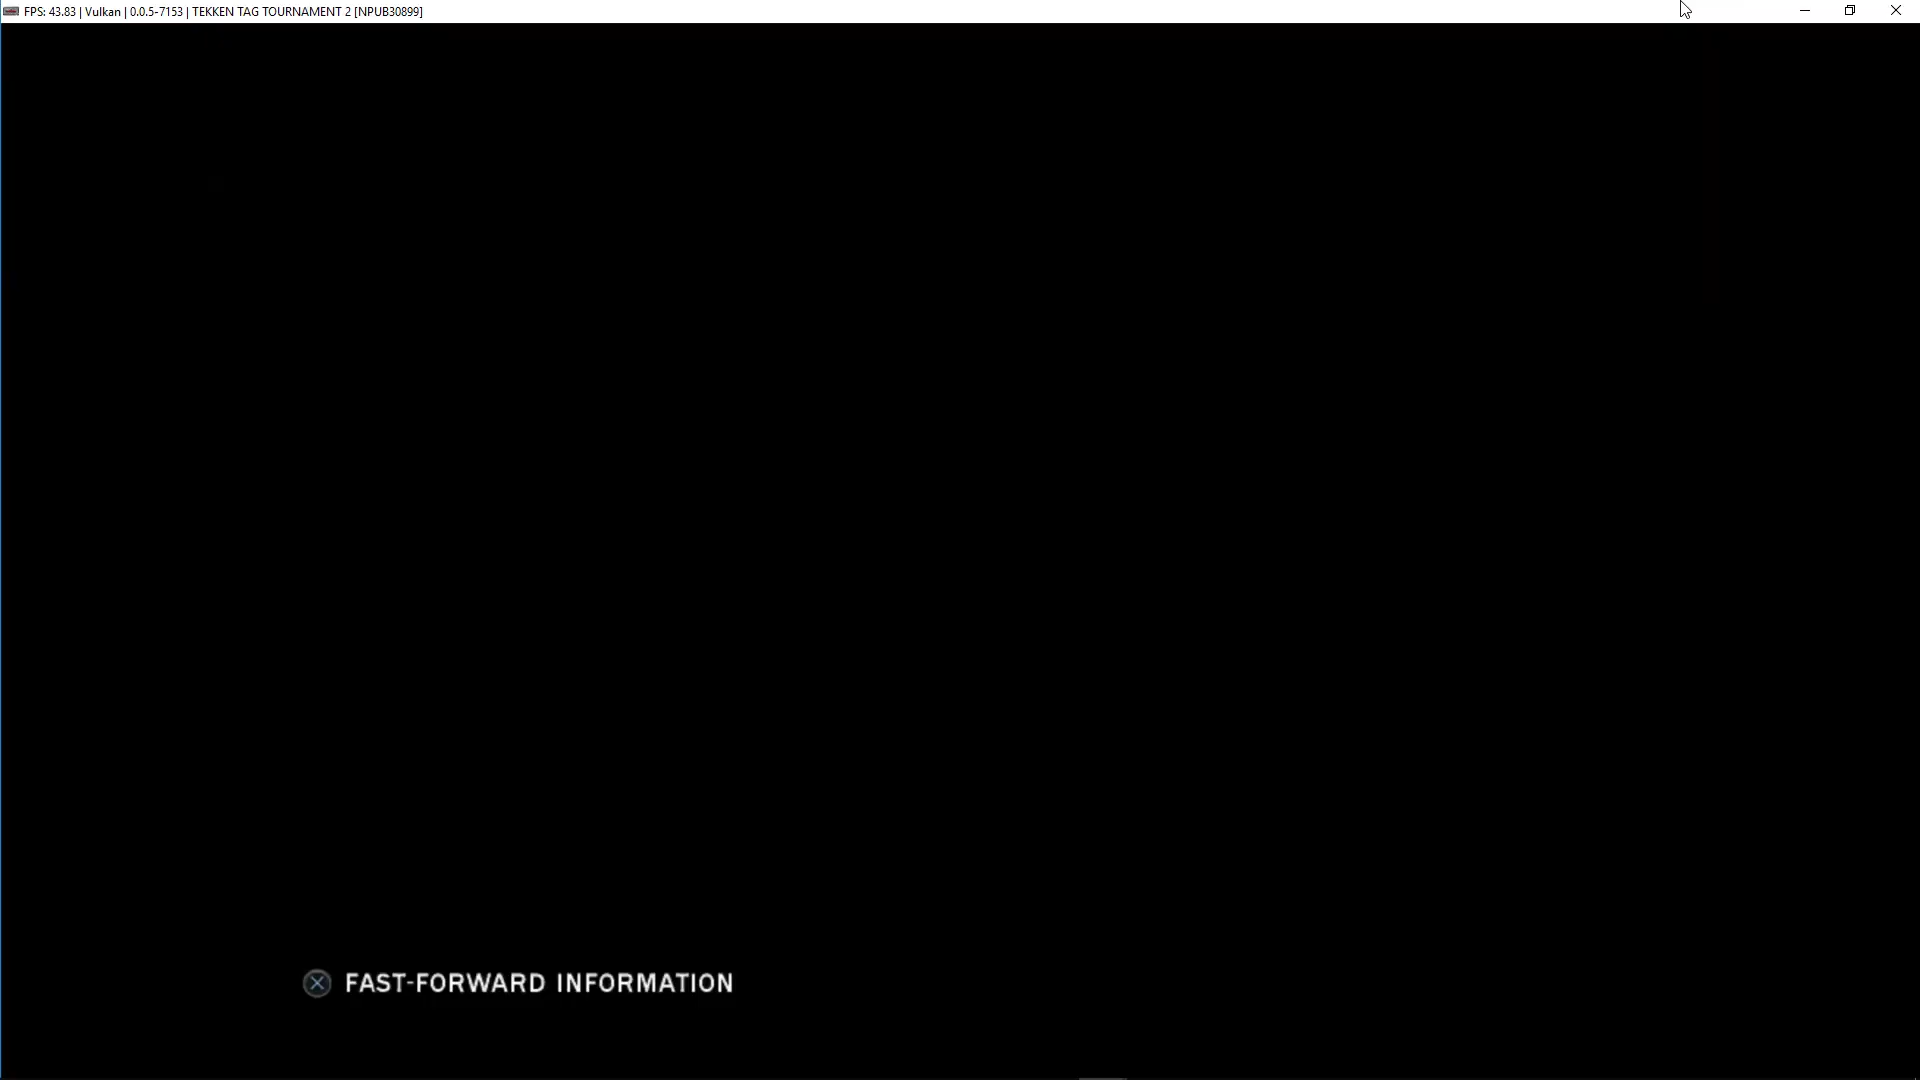 FPS: 43.83 | Vulkan | 0.0.5-7153 | TEKKEN TAG TOURNAMENT 2 [NPUB30899]
FAST-FORWARD INFORMATION